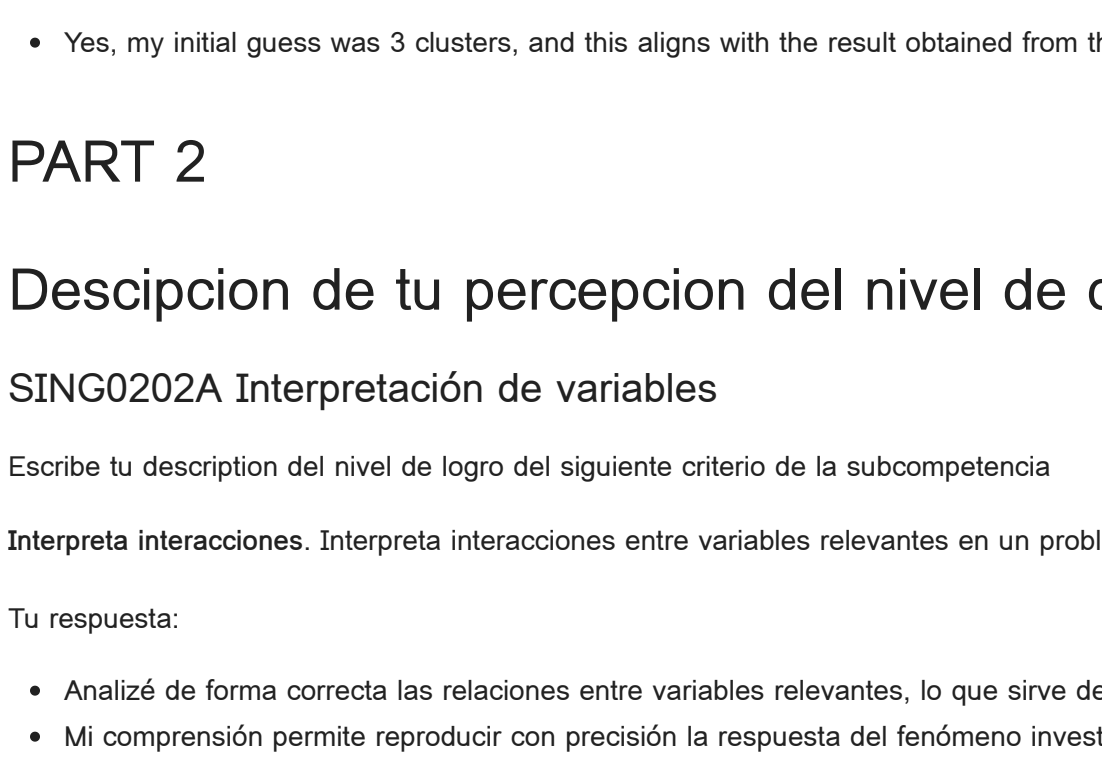 Yes, my initial guess was 3 clusters, and this aligns with the result obtained from
PART 2
Descipcion de tu percepcion del nivel de
SING0202A Interpretación de variables
Escribe tu description del nivel de logro del siguiente criterio de la subcompetencia
Interpreta interacciones. Interpreta interacciones entre variables relevantes en un
Tu respuesta:
Analizé de forma correcta las relaciones entre variables relevantes, lo que sirve de
Mi comprensión permite reproducir con precisión la respuesta del fenómeno